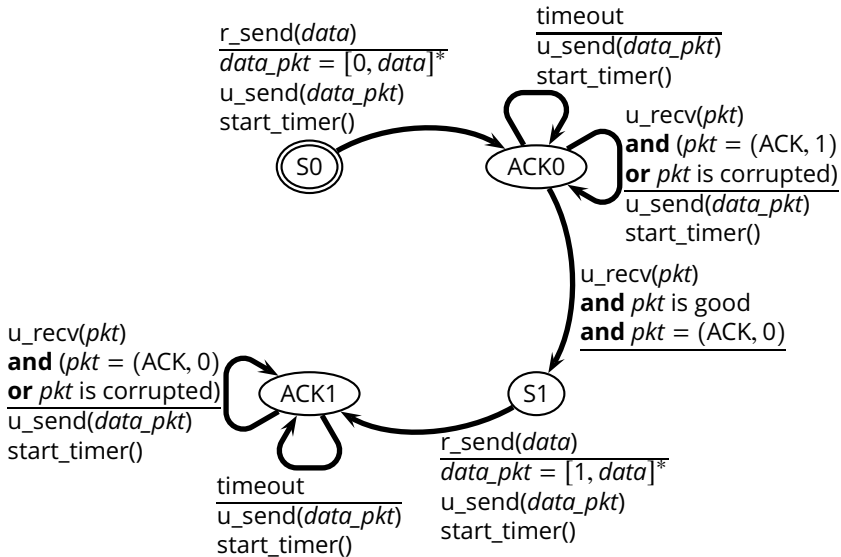 r_send(data)
data_pkt = [0, data]*
u_send(data_pkt)
start_timer()
timeout
u_send(data_pkt)
start_timer()
S0
ACK0
u_recv(pkt)
and (pkt = (ACK, 1)
or pkt is corrupted)
u_send(data_pkt)
start_timer()
u_recv(pkt)
and pkt is good
and pkt = (ACK, 0)
u_recv(pkt)
and (pkt = (ACK, 0)
or pkt is corrupted)
u_send(data_pkt)
start_timer()
ACK1
S1
timeout
u_send(data_pkt)
start_timer()
r_send(data)
data_pkt = [1, data]*
u_send(data_pkt)
start_timer()